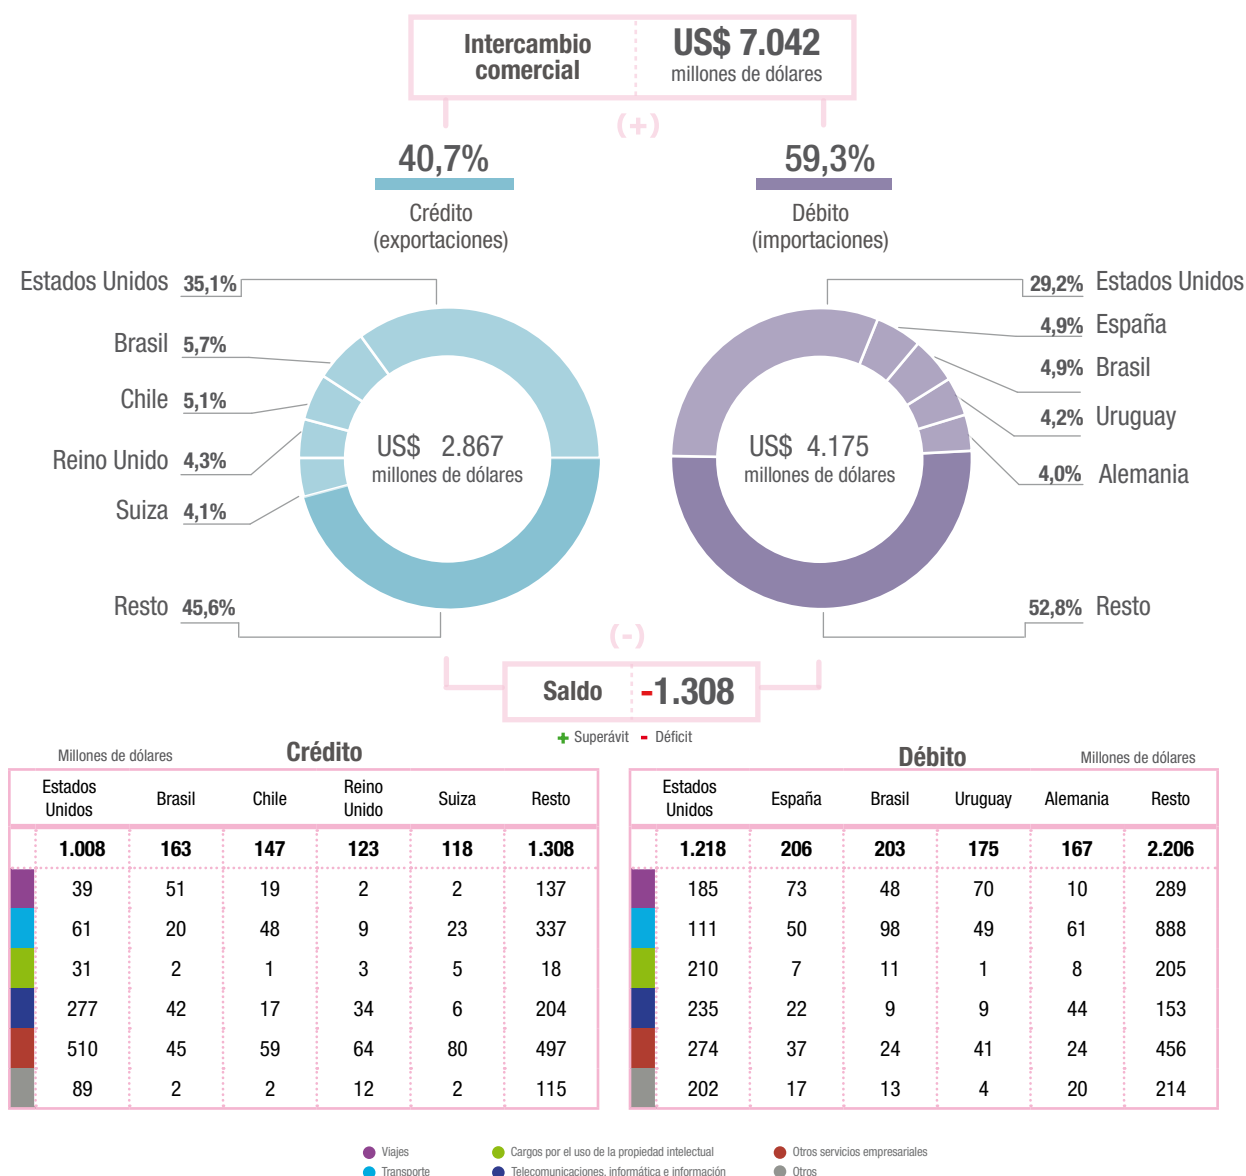 Intercambio
comercial
US$ 7.042
millones de dólares
(+)
40,7%
Crédito
(exportaciones)
59,3%
Débito
(importaciones)
Estados Unidos 35,1%
Brasil 5,7%
Chile 5,1%
Reino Unido 4,3%
Suiza 4,1%
Resto 45,6%
US$ 2.867
millones de dólares
29,2% Estados Unidos
4,9% España
4,9% Brasil
4,2% Uruguay
4,0% Alemania
52,8% Resto
US$ 4.175
millones de dólares
(-)
Saldo -1.308
+ Superávit - Déficit
Millones de dólares Crédito
Estados Unidos Brasil Chile Reino Unido Suiza Resto
1.008 163 147 123 118 1.308
39 51 19 2 2 137
61 20 48 9 23 337
31 2 1 3 5 18
277 42 17 34 6 204
510 45 59 64 80 497
89 2 2 12 2 115
Débito Millones de dólares
Estados Unidos España Brasil Uruguay Alemania Resto
1.218 206 203 175 167 2.206
185 73 48 70 10 289
111 50 98 49 61 888
210 7 11 1 8 205
235 22 9 9 44 153
274 37 24 41 24 456
202 17 13 4 20 214
Viajes Cargos por el uso de la propiedad intelectual Otros servicios empresariales
Transporte Telecomunicaciones, informática e información Otros